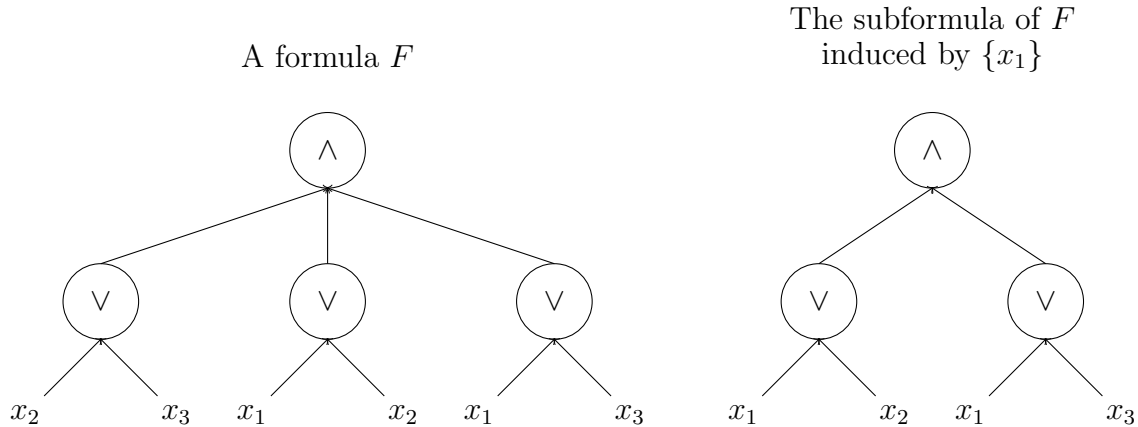 A formula F
The subformula of F
induced by {x₁}
∧
∧
∨ ∨ ∨
∨ ∨
x₂ x₃ x₁ x₂ x₁ x₃
x₁ x₂ x₁ x₃